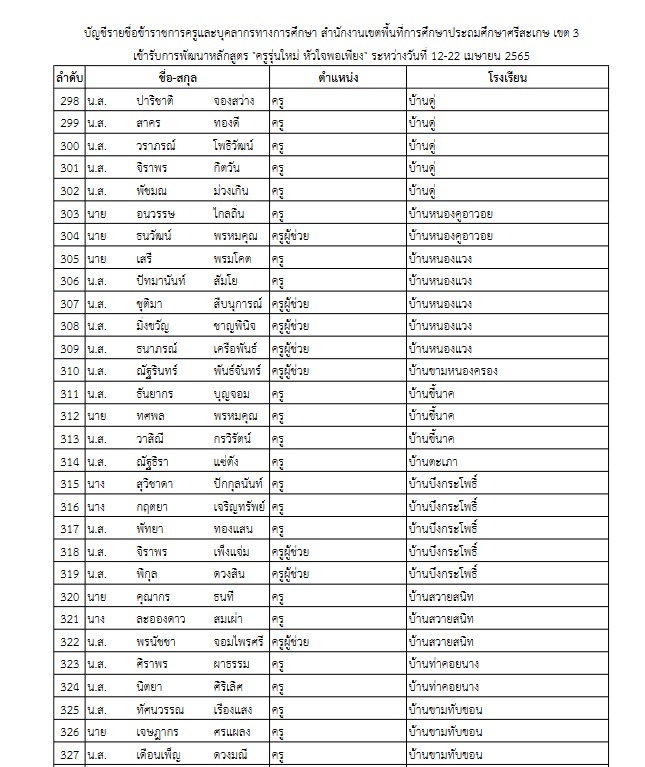 บัญชีรายชื่อข้าราชการครูและบุคลากรทางการศึกษา สำนักงานเขตพื้นที่การศึกษาประถมศึกษาศรีสะเกษ เขต 3
เข้ารับการพัฒนาหลักสูตร "ครูรุ่นใหม่ หัวใจพอเพียง" ระหว่างวันที่ 12-22 เมษายน 2565
ลำดับ ชื่อ-สกุล ตำแหน่ง โรงเรียน
298 น.ส. ปาริชาติ จองสว่าง ครู บ้านดู่
299 น.ส. สาคร ทองดี ครู บ้านดู่
300 น.ส. วราภรณ์ โพธิวัฒน์ ครู บ้านดู่
301 น.ส. จิราพร กิตวัน ครู บ้านดู่
302 น.ส. พัชมณ ม่วงเกิน ครู บ้านดู่
303 นาย อนวรรษ ไกลถิ่น ครู บ้านหนองคูอาวอย
304 นาย ธนวัฒน์ พรหมคุณ ครูผู้ช่วย บ้านหนองคูอาวอย
305 นาย เสรี พรมโคต ครู บ้านหนองแวง
306 น.ส. ปัทมานันท์ สัมโย ครู บ้านหนองแวง
307 น.ส. ชุติมา สืบนุการณ์ ครูผู้ช่วย บ้านหนองแวง
308 น.ส. มิ่งขวัญ ชาญพินิจ ครูผู้ช่วย บ้านหนองแวง
309 น.ส. ธนาภรณ์ เครือพันธ์ ครูผู้ช่วย บ้านหนองแวง
310 น.ส. ณัฐรินทร์ พันธ์จันทร์ ครูผู้ช่วย บ้านขามหนองครอง
311 น.ส. ธันยากร บุญจอม ครู บ้านขี้นาค
312 นาย ทศพล พรหมคุณ ครู บ้านขี้นาค
313 น.ส. วาสิณี กรวิรัตน์ ครู บ้านขี้นาค
314 น.ส. ณัฐธิรา แซ่ตัง ครู บ้านตะเภา
315 นาง สุวิชาดา ปักกุลนันท์ ครู บ้านบึงกระโพธิ์
316 นาง กฤตยา เจริญทรัพย์ ครู บ้านบึงกระโพธิ์
317 น.ส. พัทยา ทองแสน ครู บ้านบึงกระโพธิ์
318 น.ส. จิราพร เพ็งแจ่ม ครูผู้ช่วย บ้านบึงกระโพธิ์
319 น.ส. พิกุล ดวงสิน ครูผู้ช่วย บ้านบึงกระโพธิ์
320 นาย คุณากร ธนที ครู บ้านสวายสนิท
321 นาง ละอองดาว สมเผ่า ครู บ้านสวายสนิท
322 น.ส. พรนัชชา จอมไพรศรี ครูผู้ช่วย บ้านสวายสนิท
323 น.ส. ศิราพร ผาธรรม ครู บ้านท่าคอยนาง
324 น.ส. นิตยา ศิริเลิศ ครู บ้านท่าคอยนาง
325 น.ส. ทัศนวรรณ เรืองแสง ครู บ้านขามทับขอน
326 นาย เจษฎากร ศรแผลง ครู บ้านขามทับขอน
327 น.ส. เดือนเพ็ญ ดวงมณี ครู บ้านขามทับขอน